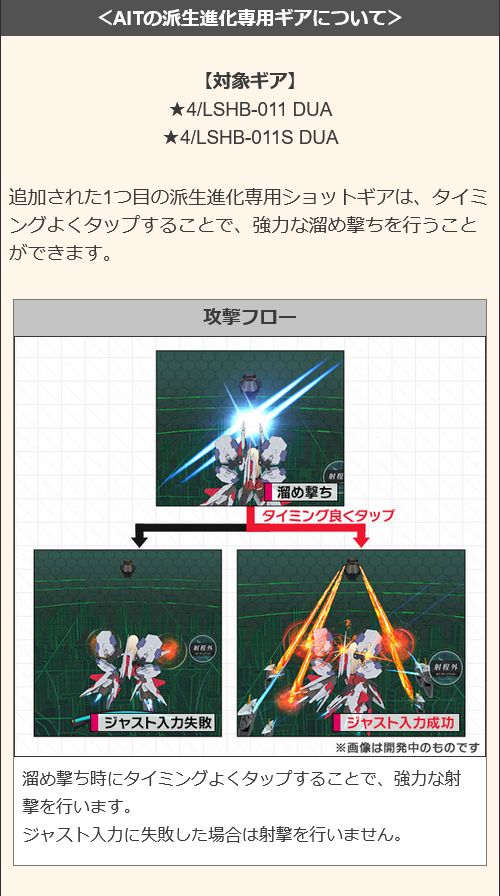 ＜AITの派生進化専用ギアについて＞
【対象ギア】
★4/LSHB-011 DUA
★4/LSHB-011S DUA
追加された1つ目の派生進化専用ショットギアは、タイミ
ングよくタップすることで、強力な溜め撃ちを行うこと
ができます。
攻撃フロー
射程
溜め撃ち
タイミング良くタップ
射程外
射程外
ジャスト入力失敗
ジャスト入力成功
※画像は開発中のものです
溜め撃ち時にタイミングよくタップすることで、強力な射
撃を行います。
ジャスト入力に失敗した場合は射撃を行いません。